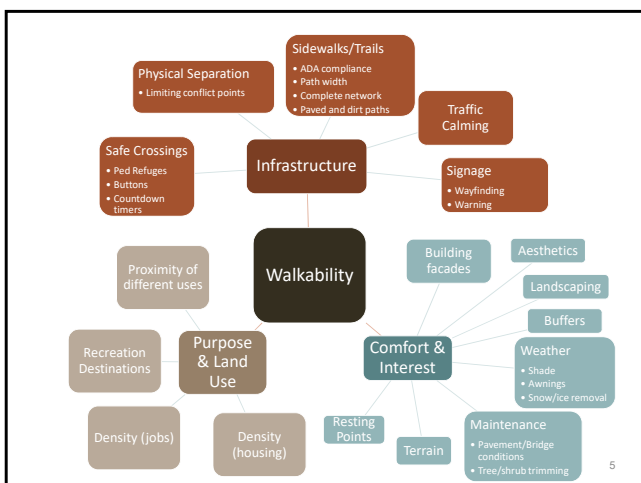 Sidewalks/Trails
• ADA compliance
• Path width
• Complete network
• Paved and dirt paths
Physical Separation
• Limiting conflict points
Traffic
Calming
Safe Crossings
• Ped Refuges
• Buttons
• Countdown
timers
Infrastructure
Signage
• Wayfinding
• Warning
Walkability
Building
facades
Aesthetics
Landscaping
Buffers
Proximity of
different uses
Purpose
& Land
Use
Comfort &
Interest
Weather
• Shade
• Awnings
• Snow/ice removal
Recreation
Destinations
Density (jobs)
Density
(housing)
Resting
Points
Terrain
Maintenance
• Pavement/Bridge
conditions
• Tree/shrub trimming
5